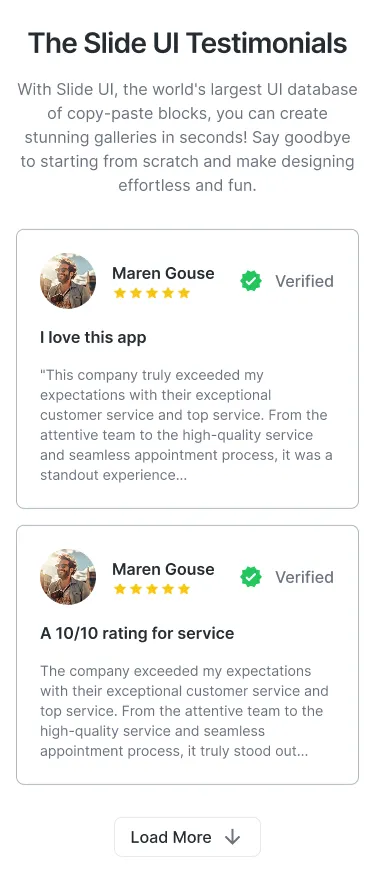 The Slide UI Testimonials
With Slide UI, the world's largest UI database
of copy-paste blocks, you can create
stunning galleries in seconds! Say goodbye
to starting from scratch and make designing
effortless and fun.
Maren Gouse
Verified
I love this app
"This company truly exceeded my
expectations with their exceptional
customer service and top service. From the
attentive team to the high-quality service
and seamless appointment process, it was a
standout experience...
Maren Gouse
Verified
A 10/10 rating for service
The company exceeded my expectations
with their exceptional customer service and
top service. From the attentive team to the
high-quality service and seamless
appointment process, it truly stood out...
Load More